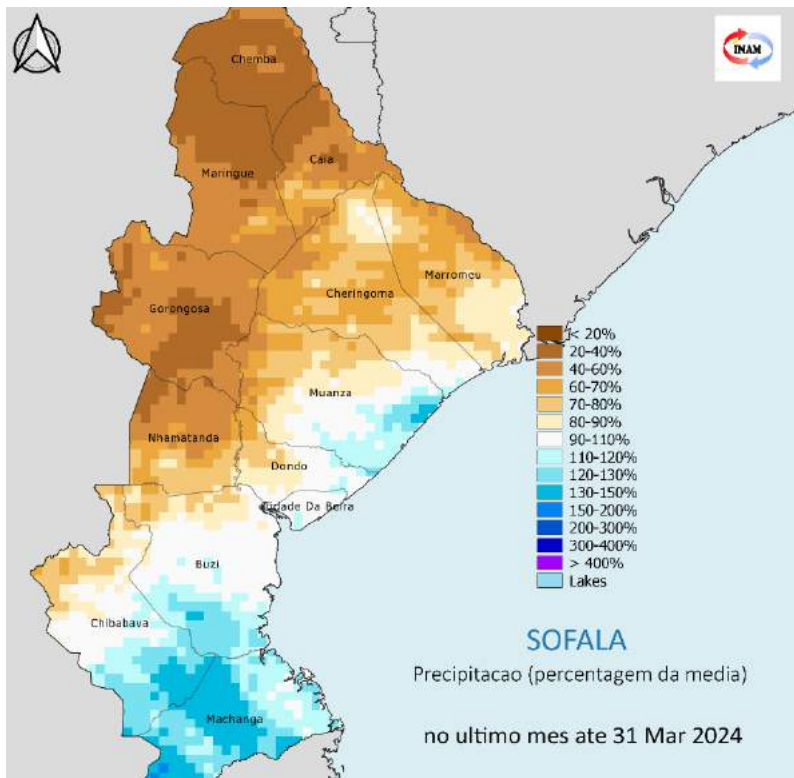 INAM
Chemba
Caia
Maringue
Marromeu
Cheringoma
Gorongosa
Muanza
Nhamatanda
Dondo
Cidade Da Beira
Buzi
Chibabava
Machanga
< 20%
20-40%
40-60%
60-70%
70-80%
80-90%
90-110%
110-120%
120-130%
130-150%
150-200%
200-300%
300-400%
> 400%
Lakes
SOFALA
Precipitacao (percentagem da media)
no ultimo mes ate 31 Mar 2024